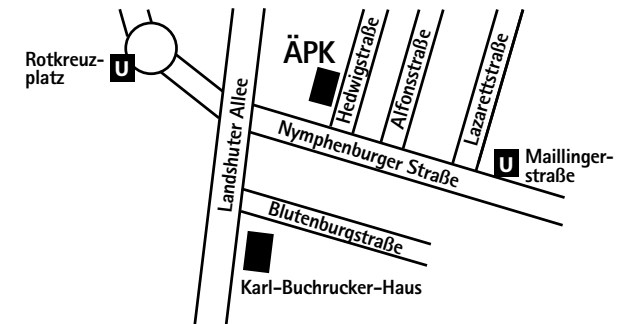 Rotkreuz-
platz
U
ÄPK
Hedwigstraße
Alfonsstraße
Lazarettstraße
Landshuter Allee
Nymphenburger Straße
U
Maillinger-
straße
Blutenburgstraße
Karl-Buchrucker-Haus